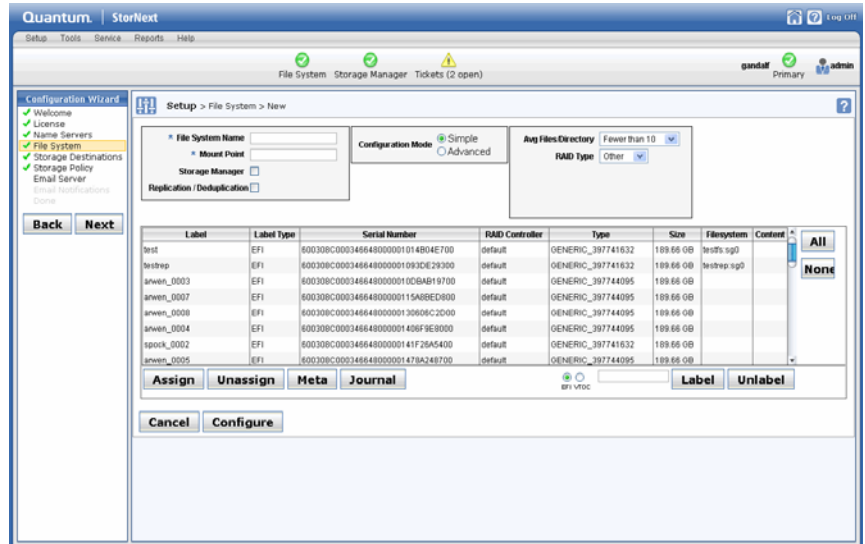 Quantum. StorNext
Log Off
Setup Tools Service Reports Help
File System Storage Manager Tickets (2 open)
gandalf Primary admin
Configuration Wizard
Welcome
License
Name Servers
File System
Storage Destinations
Storage Policy
Email Server
Email Notifications
Done
Back Next
Setup > File System > New
* File System Name
* Mount Point
Storage Manager
Replication / Deduplication
Configuration Mode Simple
Advanced
Avg Files/Directory Fewer than 10
RAID Type Other
Label Label Type Serial Number RAID Controller Type Size Filesystem Content
test EFI 600308C000346648000001014B04E700 default GENERIC_397741632 189.66 GB testfs:sg0
testrep EFI 600308C000346648000001093DE29300 default GENERIC_397741632 189.66 GB testrep:sg0
arwen_0003 EFI 600308C000346648000010DBAB19700 default GENERIC_397744095 189.66 GB
arwen_0007 EFI 600308C000346648000000115A8BED800 default GENERIC_397744095 189.66 GB
arwen_0008 EFI 600308C000346648000000130606C2D00 default GENERIC_397744095 189.66 GB
arwen_0004 EFI 600308C0003466480000001406F9E8000 default GENERIC_397744095 189.66 GB
spock_0002 EFI 600308C00034664800000141F26A5400 default GENERIC_397741632 189.66 GB
arwen_0005 EFI 600308C0003466480000001478A248700 default GENERIC_397744095 189.66 GB
All
None
Assign Unassign Meta Journal
EFI VTOC
Label Unlabel
Cancel Configure